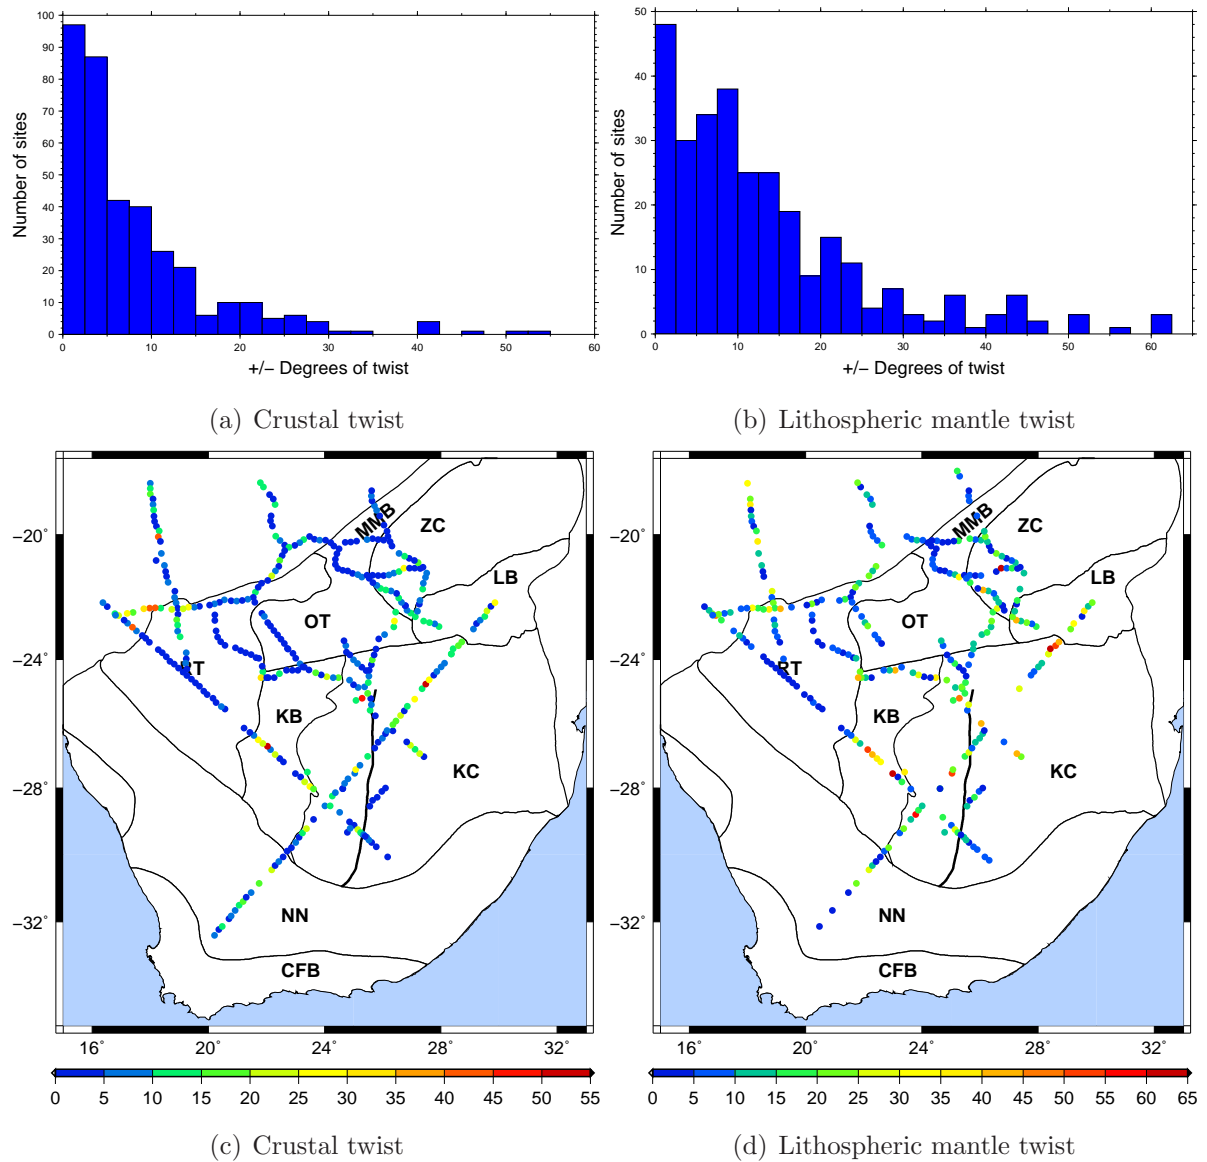 100
90
80
70
60
50
40
30
20
10
0
Number of sites
0 10 20 30 40 50 60
+/− Degrees of twist
(a) Crustal twist
50
40
30
20
10
0
Number of sites
0 10 20 30 40 50 60
+/− Degrees of twist
(b) Lithospheric mantle twist
−20˚
−24˚
−28˚
−32˚
MMB
ZC
LB
OT
RT
KB
KC
NN
CFB
16˚ 20˚ 24˚ 28˚ 32˚
0 5 10 15 20 25 30 35 40 45 50 55
(c) Crustal twist
−20˚
−24˚
−28˚
−32˚
MMB
ZC
LB
OT
RT
KB
KC
NN
CFB
16˚ 20˚ 24˚ 28˚ 32˚
0 5 10 15 20 25 30 35 40 45 50 55 60 65
(d) Lithospheric mantle twist